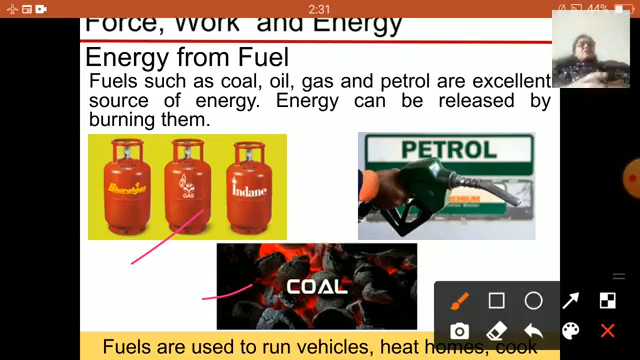 2:31
44%
Force, Work and Energy
Energy from Fuel
Fuels such as coal, oil, gas and petrol are excellent
source of energy. Energy can be released by
burning them.
Bharatgas
GAS
Indane
PETROL
PREMIUM
COAL
Fuels are used to run vehicles, heat homes, cook